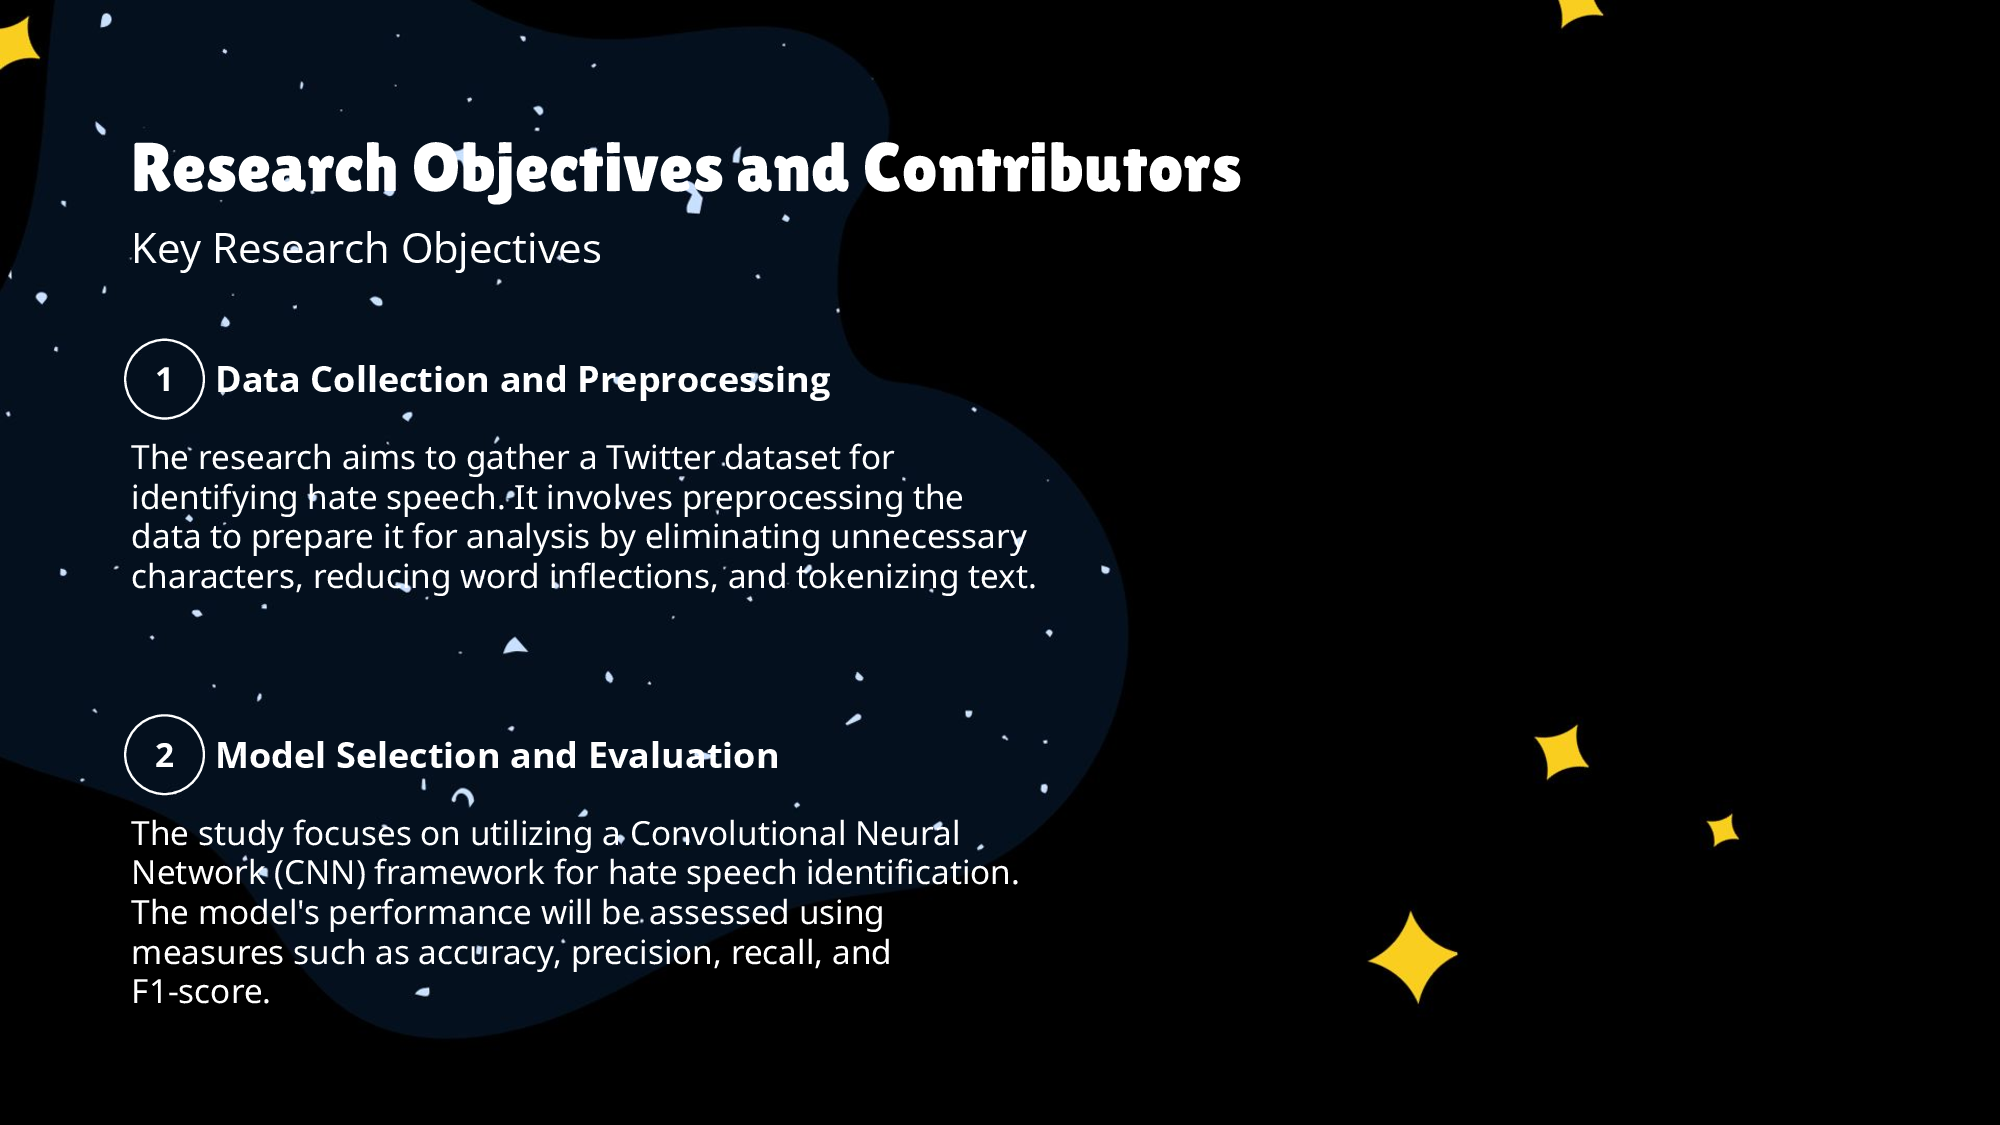 Research Objectives and Contributors
Key Research Objectives
1 Data Collection and Preprocessing
The research aims to gather a Twitter dataset for
identifying hate speech. It involves preprocessing the
data to prepare it for analysis by eliminating unnecessary
characters, reducing word inflections, and tokenizing text.
2 Model Selection and Evaluation
The study focuses on utilizing a Convolutional Neural
Network (CNN) framework for hate speech identification.
The model's performance will be assessed using
measures such as accuracy, precision, recall, and
F1-score.